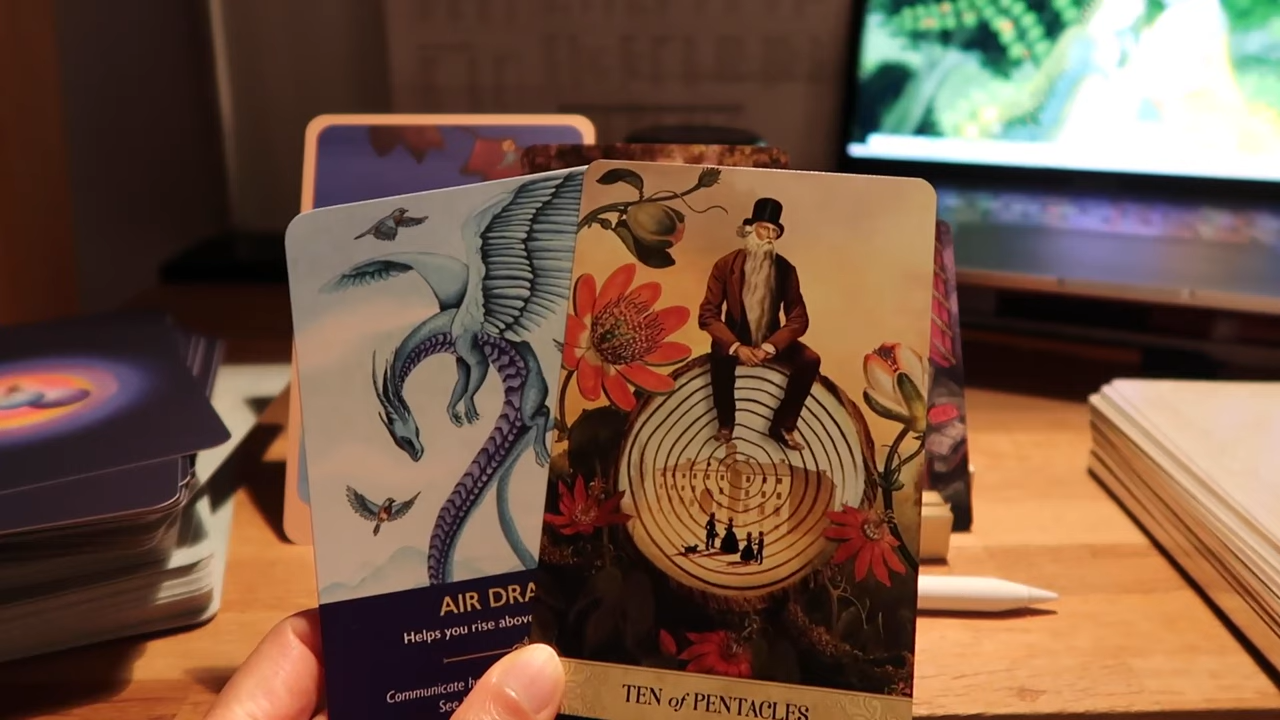 AIR DRA
Helps you rise above
Communicate
See
TEN of PENTACLES